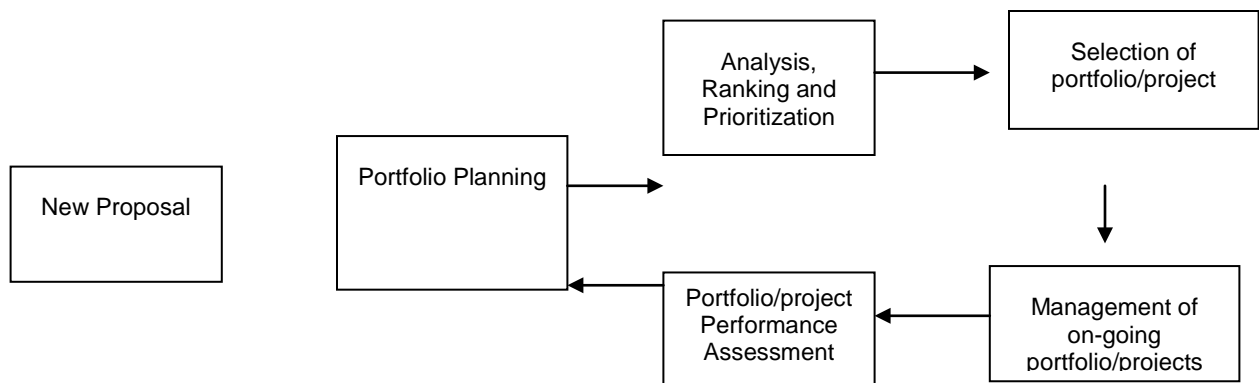 New Proposal
Portfolio Planning
Analysis,
Ranking and
Prioritization
Selection of
portfolio/project
Management of
on-going
portfolio/projects
Portfolio/project
Performance
Assessment